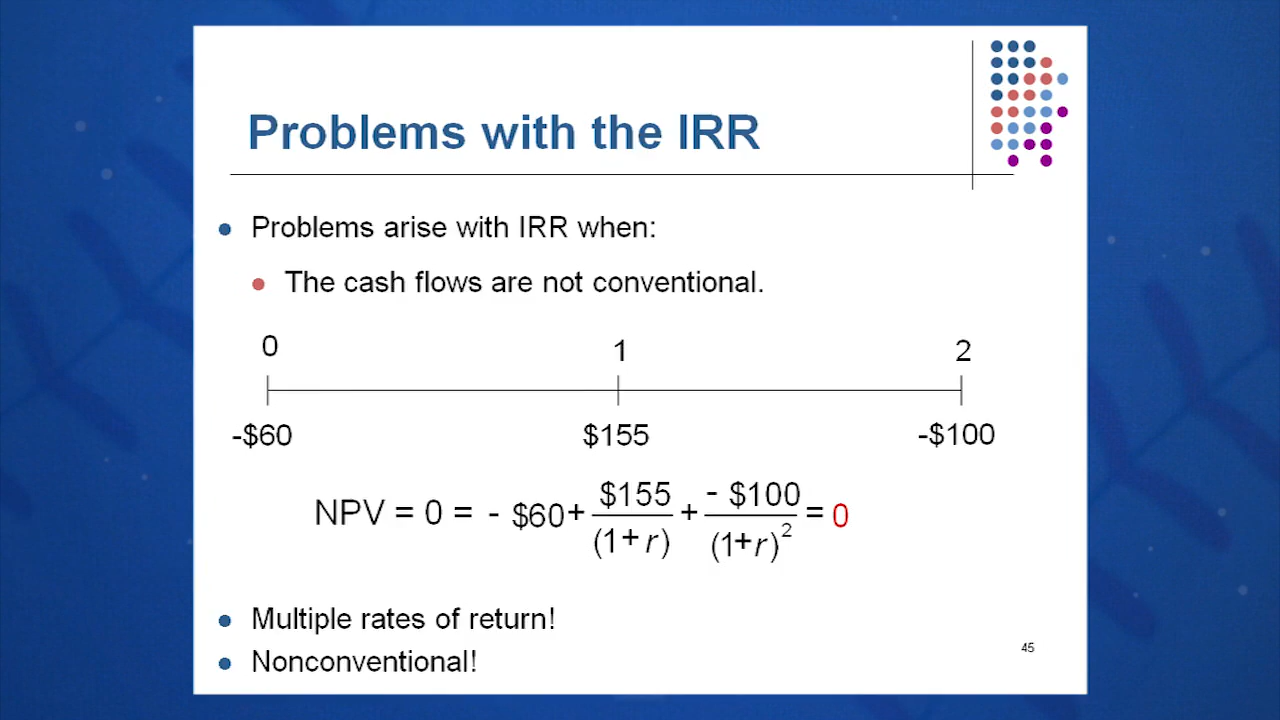 Problems with the IRR
Problems arise with IRR when:
The cash flows are not conventional.
0 1 2
-$60 $155 -$100
NPV = 0 = - $60 + $155/(1+r) + - $100/(1+r)² = 0
Multiple rates of return!
Nonconventional!
45